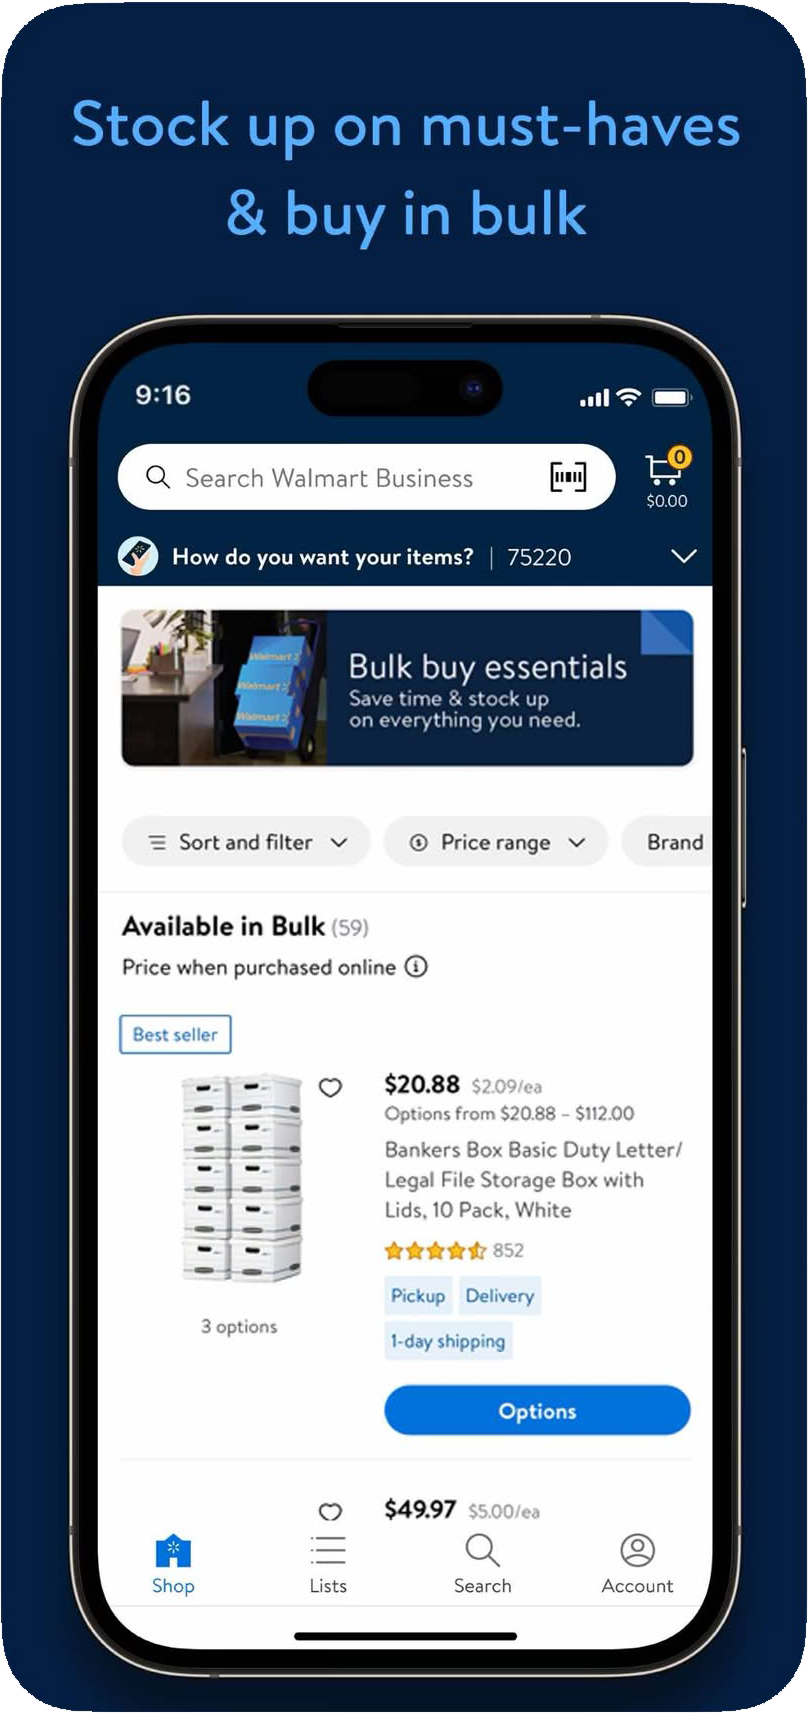 Stock up on must-haves
& buy in bulk
9:16
Search Walmart Business
0
$0.00
How do you want your items? | 75220
Walmart
Walmart
Walmart
Bulk buy essentials
Save time & stock up
on everything you need.
Sort and filter
Price range
Brand
Available in Bulk (59)
Price when purchased online
Best seller
$20.88 $2.09/ea
Options from $20.88 – $112.00
Bankers Box Basic Duty Letter/
Legal File Storage Box with
Lids, 10 Pack, White
852
Pickup
Delivery
1-day shipping
3 options
Options
$49.97 $5.00/ea
Shop
Lists
Search
Account